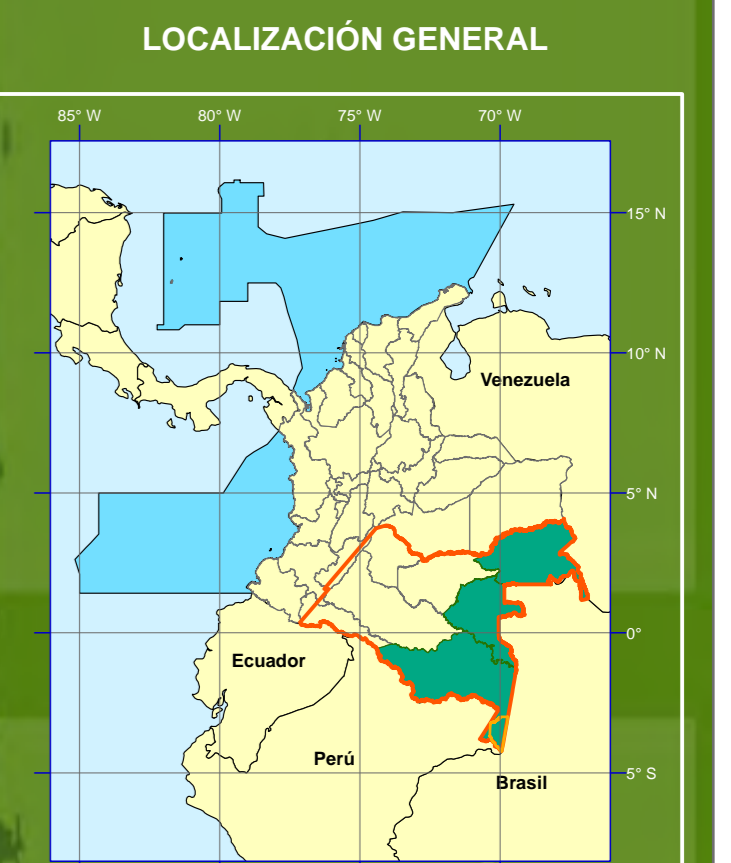 LOCALIZACIÓN GENERAL
85° W 80° W 75° W 70° W
15° N
10° N
Venezuela
5° N
0°
Ecuador
Perú
5° S
Brasil